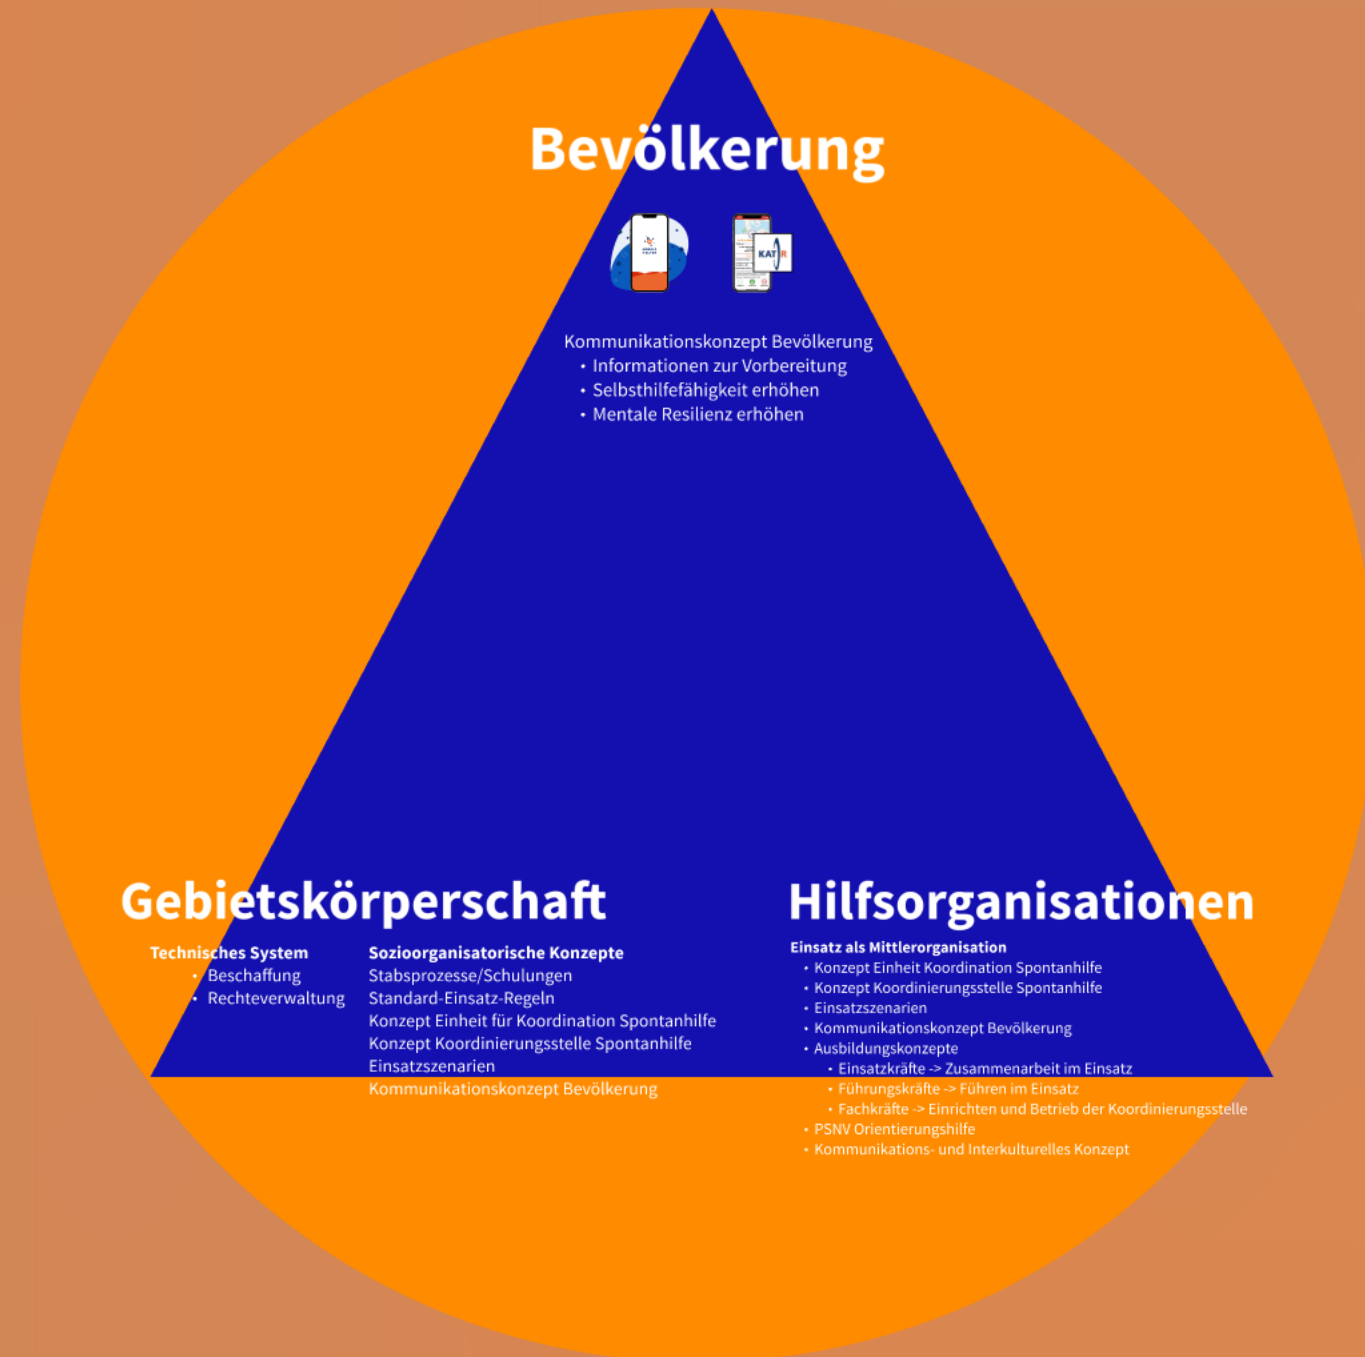 Bevölkerung
KAT R
Kommunikationskonzept Bevölkerung
• Informationen zur Vorbereitung
• Selbsthilfefähigkeit erhöhen
• Mentale Resilienz erhöhen
Gebietskörperschaft
Technisches System
• Beschaffung
• Rechteverwaltung
Sozioorganisatorische Konzepte
Stabsprozesse/Schulungen
Standard-Einsatz-Regeln
Konzept Einheit für Koordination Spontanhilfe
Konzept Koordinierungsstelle Spontanhilfe
Einsatzszenarien
Kommunikationskonzept Bevölkerung
Hilfsorganisationen
Einsatz als Mittlerorganisation
• Konzept Einheit Koordination Spontanhilfe
• Konzept Koordinierungsstelle Spontanhilfe
• Einsatzszenarien
• Kommunikationskonzept Bevölkerung
• Ausbildungskonzepte
• Einsatzkräfte -> Zusammenarbeit im Einsatz
• Führungskräfte -> Führen im Einsatz
• Fachkräfte -> Einrichten und Betrieb der Koordinierungsstelle
• PSNV Orientierungshilfe
• Kommunikations- und Interkulturelles Konzept